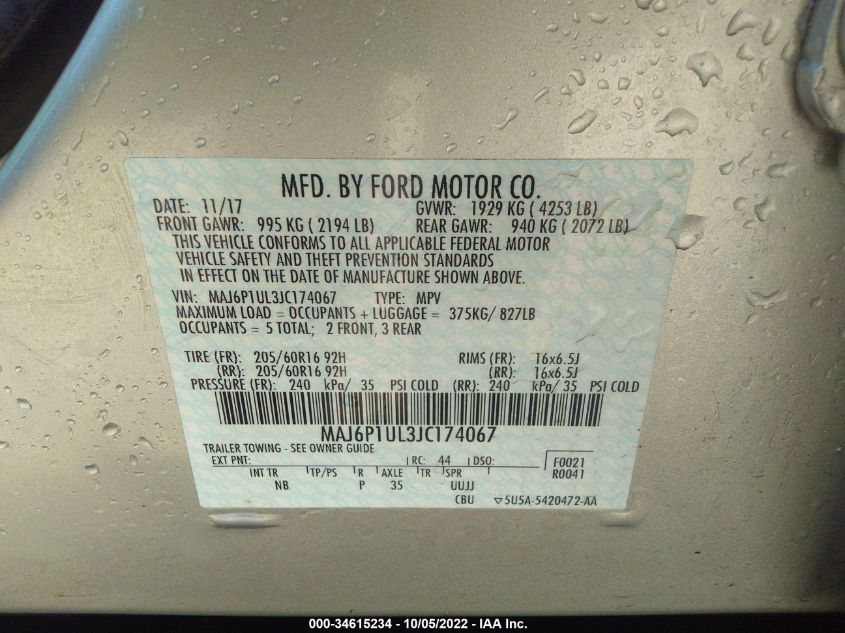 MFD. BY FORD MOTOR CO.
DATE: 11/17 GVWR: 1929 KG ( 4253 LB)
FRONT GAWR: 995 KG ( 2194 LB) REAR GAWR: 940 KG ( 2072 LB)
THIS VEHICLE CONFORMS TO ALL APPLICABLE FEDERAL MOTOR
VEHICLE SAFETY AND THEFT PREVENTION STANDARDS
IN EFFECT ON THE DATE OF MANUFACTURE SHOWN ABOVE.
VIN: MAJ6P1UL3JC174067 TYPE: MPV
MAXIMUM LOAD = OCCUPANTS + LUGGAGE = 375KG/ 827LB
OCCUPANTS = 5 TOTAL; 2 FRONT, 3 REAR
TIRE (FR): 205/60R16 92H RIMS (FR): 16x6.5J
(RR): 205/60R16 92H (RR): 16x6.5J
PRESSURE (FR): 240 kPa/ 35 PSI COLD (RR): 240 kPa/ 35 PSI COLD
MAJ6P1UL3JC174067
TRAILER TOWING - SEE OWNER GUIDE
EXT PNT: RC: 44 DSO: F0021
INT TR TP/PS R AXLE TR SPR R0041
NB P 35 UUJJ
CBU ▽5U5A-5420472-AA
000-34615234 - 10/05/2022 - IAA Inc.